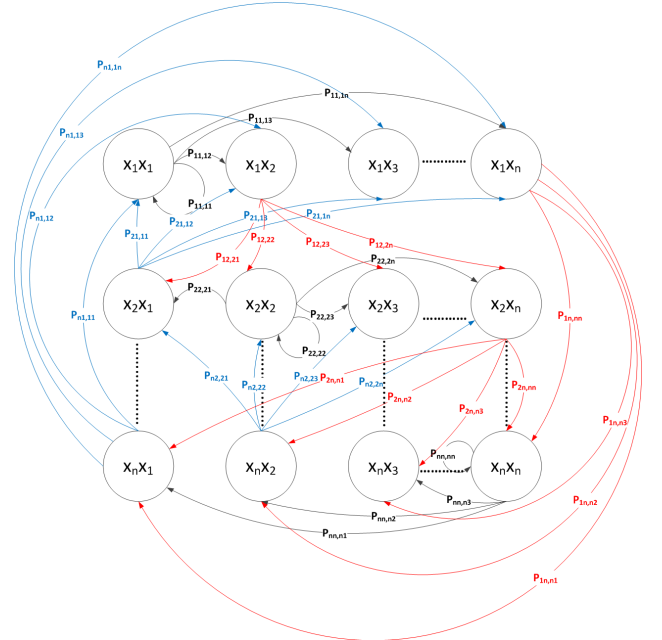 Pn1,1n
Pn1,13
P11,1n
P11,13
P11,12
X1X1 X1X2 X1X3 X1Xn
Pn1,12
P11,11
P21,11 P21,12 P21,13 P21,1n
P12,21 P12,22 P12,23 P12,2n
P22,2n
P22,21
X2X1 X2X2 X2X3 X2Xn
P22,23
P22,22
Pn1,11
P1n,nn
Pn2,21 Pn2,22 Pn2,23 P2n,n1 Pn2,2n P2n,n2 P2n,nn
P2n,n3
P1n,n3
Pnn,nn
XnX1 XnX2 XnX3 XnXn
Pnn,n3
P1n,n2
Pnn,n2
Pnn,n1
P1n,n1